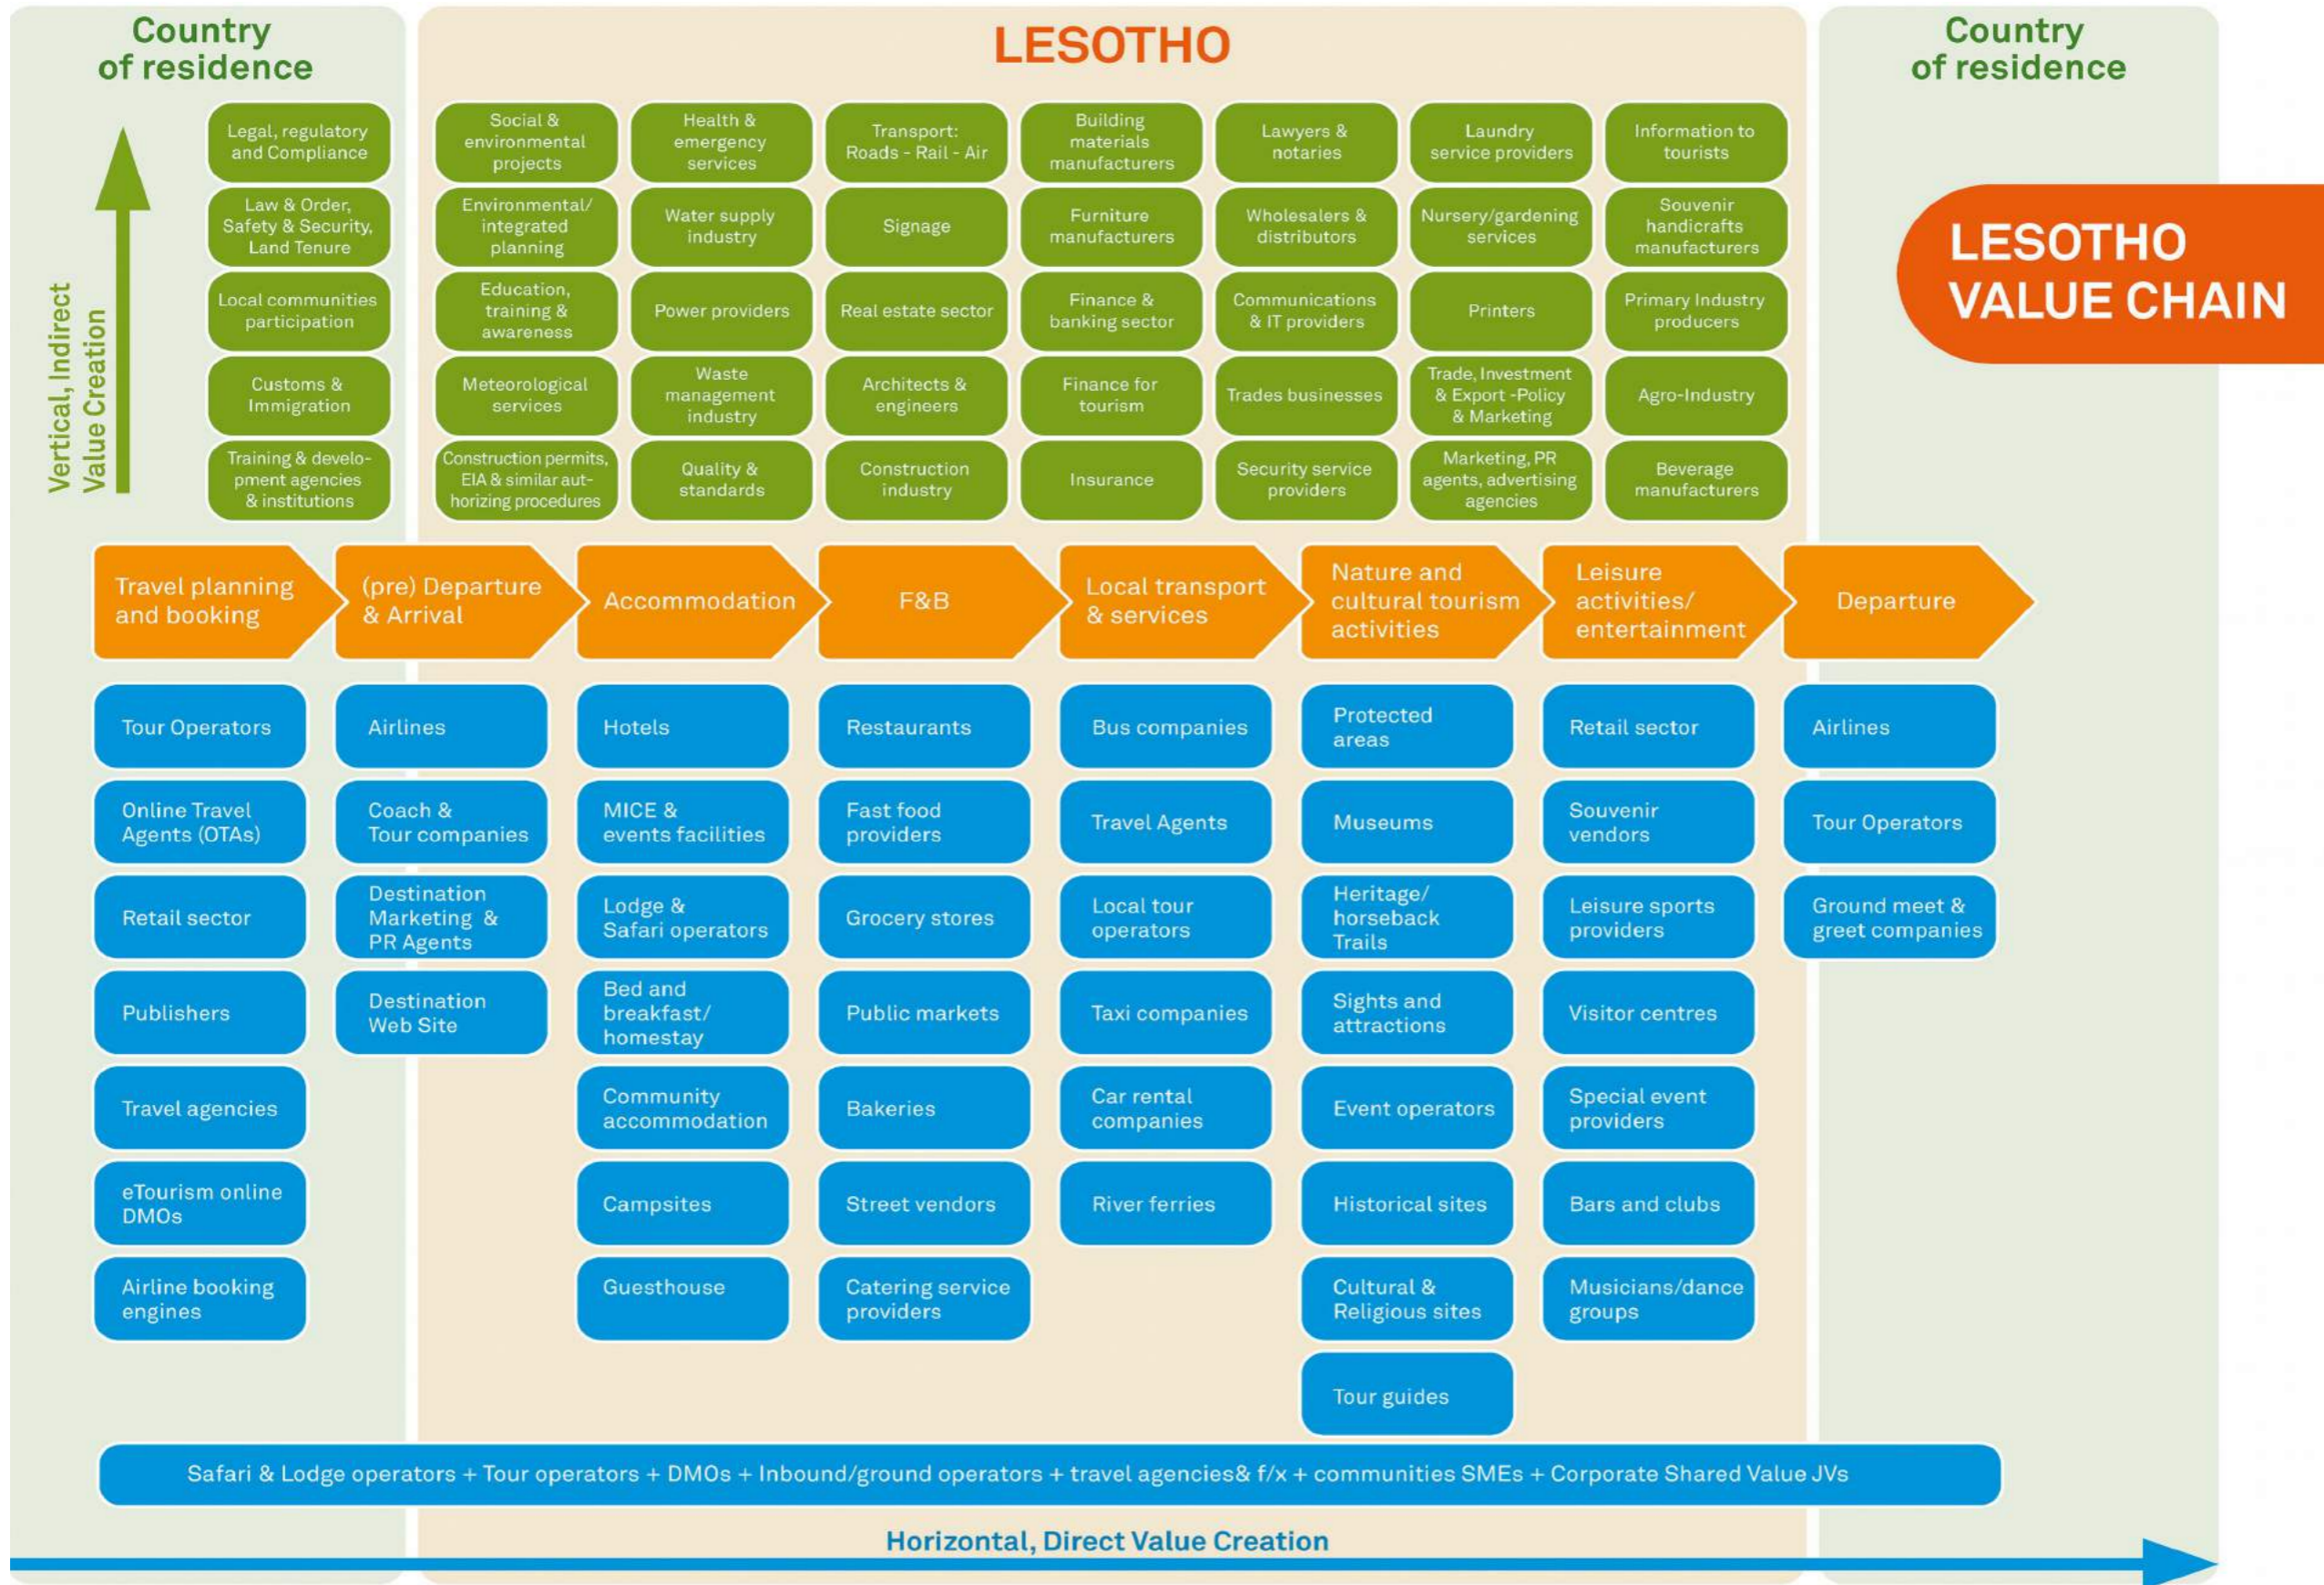 Country
of residence
LESOTHO
Country
of residence
LESOTHO
VALUE CHAIN
Vertical, Indirect
Value Creation
Legal, regulatory
and Compliance
Law & Order,
Safety & Security,
Land Tenure
Local communities
participation
Customs &
Immigration
Training & develo-
pment agencies
& institutions
Social &
environmental
projects
Environmental/
integrated
planning
Education,
training &
awareness
Meteorological
services
Construction permits,
EIA & similar aut-
horizing procedures
Health &
emergency
services
Water supply
industry
Power providers
Waste
management
industry
Quality &
standards
Transport:
Roads - Rail - Air
Signage
Real estate sector
Architects &
engineers
Construction
industry
Building
materials
manufacturers
Furniture
manufacturers
Finance &
banking sector
Finance for
tourism
Insurance
Lawyers &
notaries
Wholesalers &
distributors
Communications
& IT providers
Trades businesses
Security service
providers
Laundry
service providers
Nursery/gardening
services
Printers
Trade, Investment
& Export -Policy
& Marketing
Marketing, PR
agents, advertising
agencies
Information to
tourists
Souvenir
handicrafts
manufacturers
Primary Industry
producers
Agro-Industry
Beverage
manufacturers
Travel planning
and booking
(pre) Departure
& Arrival
Accommodation
F&B
Local transport
& services
Nature and
cultural tourism
activities
Leisure
activities/
entertainment
Departure
Tour Operators
Online Travel
Agents (OTAs)
Retail sector
Publishers
Travel agencies
eTourism online
DMOs
Airline booking
engines
Airlines
Coach &
Tour companies
Destination
Marketing &
PR Agents
Destination
Web Site
Hotels
MICE &
events facilities
Lodge &
Safari operators
Bed and
breakfast/
homestay
Community
accommodation
Campsites
Guesthouse
Restaurants
Fast food
providers
Grocery stores
Public markets
Bakeries
Street vendors
Catering service
providers
Bus companies
Travel Agents
Local tour
operators
Taxi companies
Car rental
companies
River ferries
Protected
areas
Museums
Heritage/
horseback
Trails
Sights and
attractions
Event operators
Historical sites
Cultural &
Religious sites
Tour guides
Retail sector
Souvenir
vendors
Leisure sports
providers
Visitor centres
Special event
providers
Bars and clubs
Musicians/dance
groups
Airlines
Tour Operators
Ground meet &
greet companies
Safari & Lodge operators + Tour operators + DMOs + Inbound/ground operators + travel agencies& f/x + communities SMEs + Corporate Shared Value JVs
Horizontal, Direct Value Creation